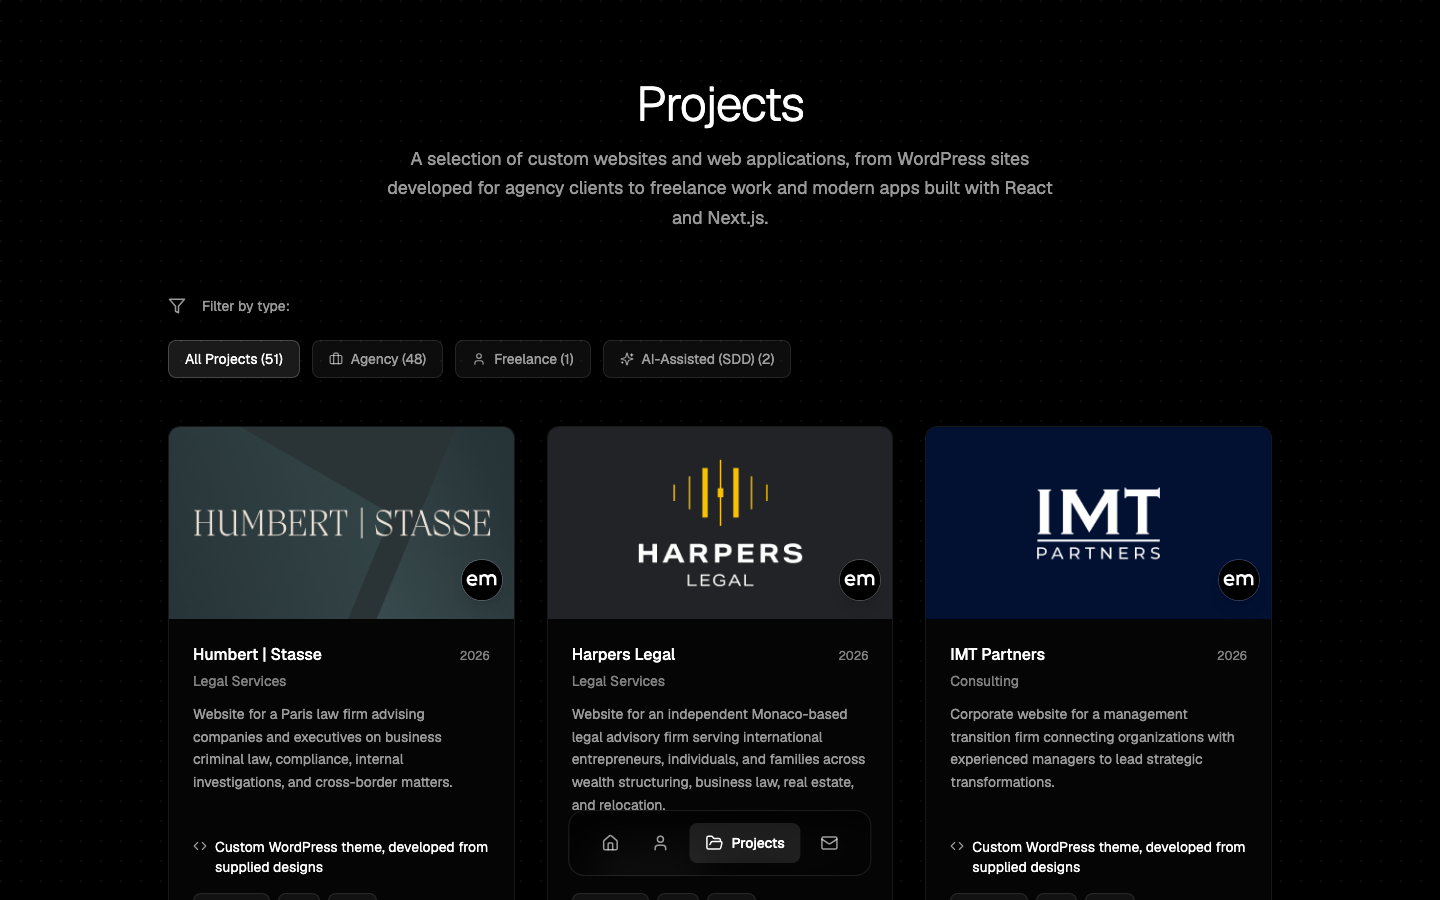 Projects
A selection of custom websites and web applications, from WordPress sites
developed for agency clients to freelance work and modern apps built with React
and Next.js.
Filter by type:
All Projects (51)
Agency (48)
Freelance (1)
AI-Assisted (SDD) (2)
HUMBERT | STASSE
em
Humbert | Stasse
2026
Legal Services
Website for a Paris law firm advising
companies and executives on business
criminal law, compliance, internal
investigations, and cross-border matters.
Custom WordPress theme, developed from
supplied designs
HARPERS
LEGAL
em
Harpers Legal
2026
Legal Services
Website for an independent Monaco-based
legal advisory firm serving international
entrepreneurs, individuals, and families across
wealth structuring, business law, real estate,
and relocation.
IMT
PARTNERS
em
IMT Partners
2026
Consulting
Corporate website for a management
transition firm connecting organizations with
experienced managers to lead strategic
transformations.
Custom WordPress theme, developed from
supplied designs
Projects